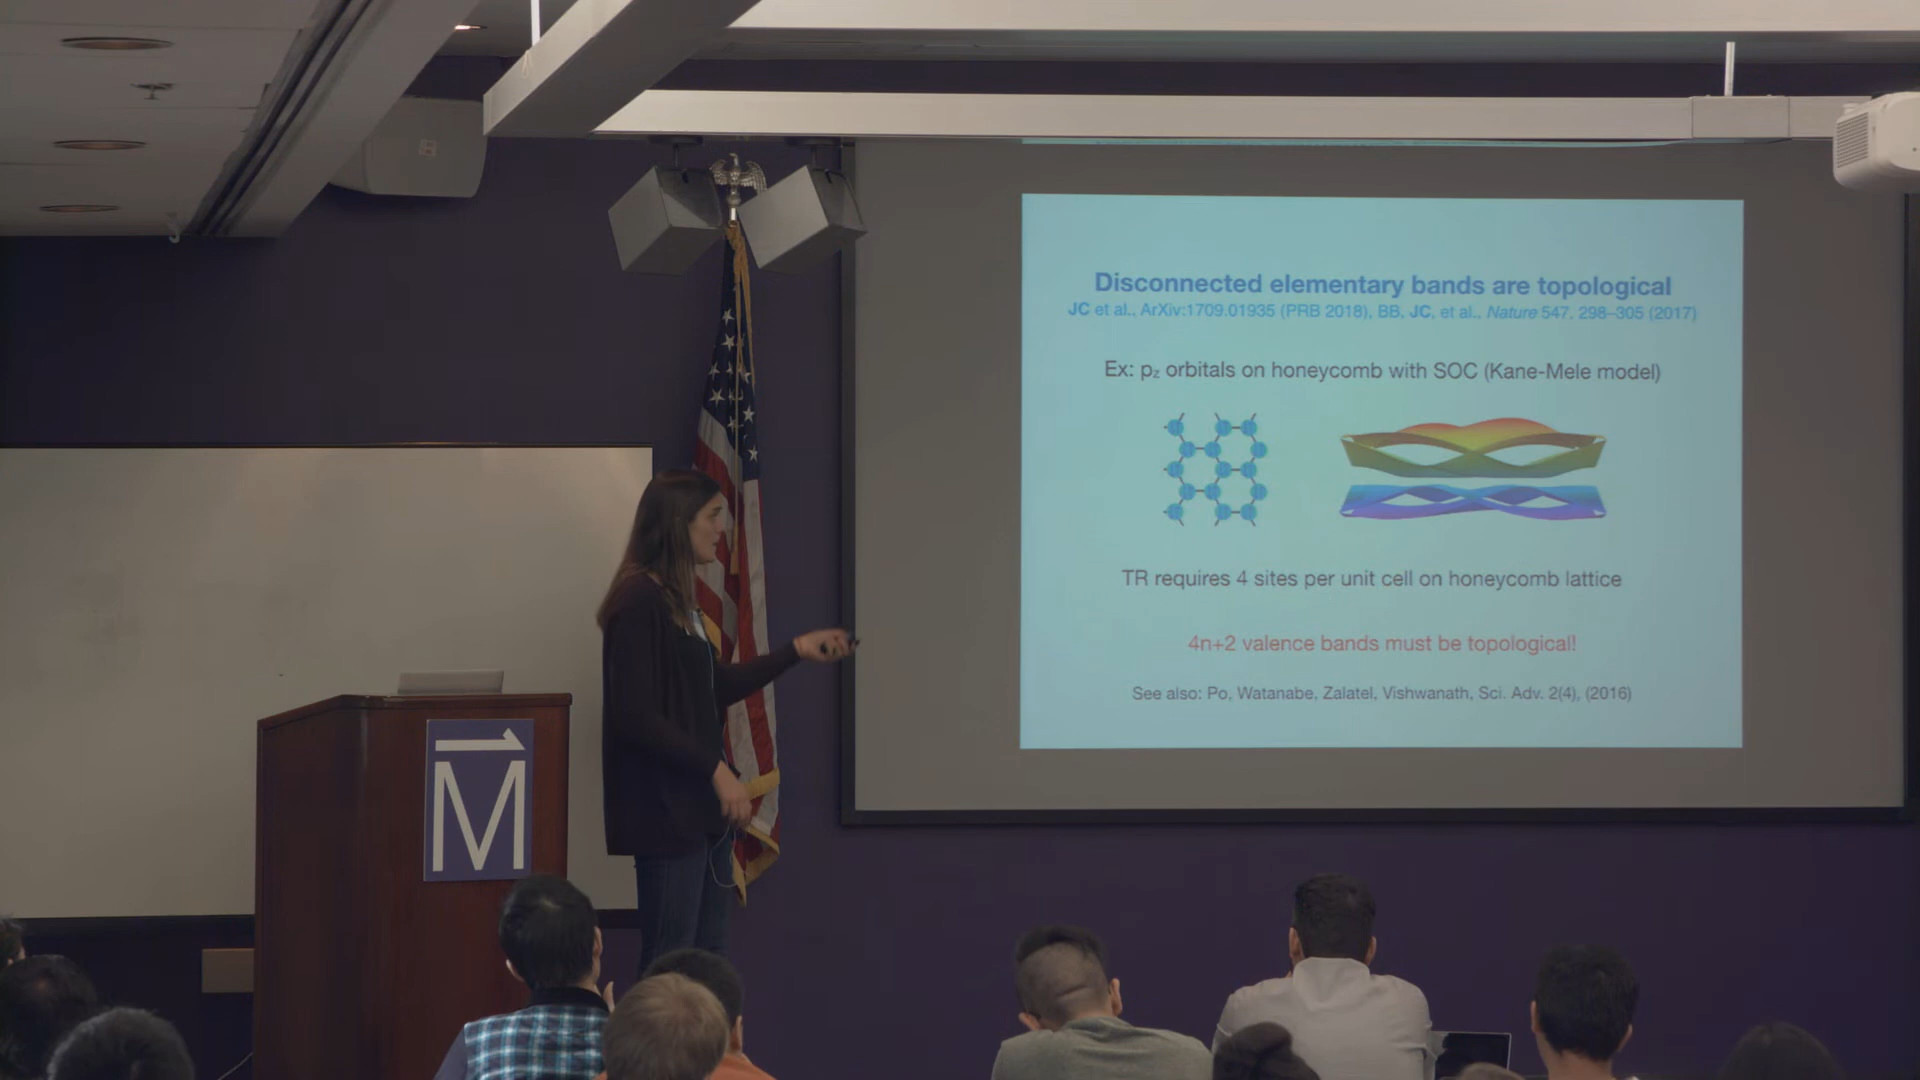 Disconnected elementary bands are topological
JC et al., ArXiv:1709.01935 (PRB 2018), BB, JC, et al., Nature 547, 298–305 (2017)
Ex: pz orbitals on honeycomb with SOC (Kane-Mele model)
TR requires 4 sites per unit cell on honeycomb lattice
4n+2 valence bands must be topological!
See also: Po, Watanabe, Zalatel, Vishwanath, Sci. Adv. 2(4), (2016)
M